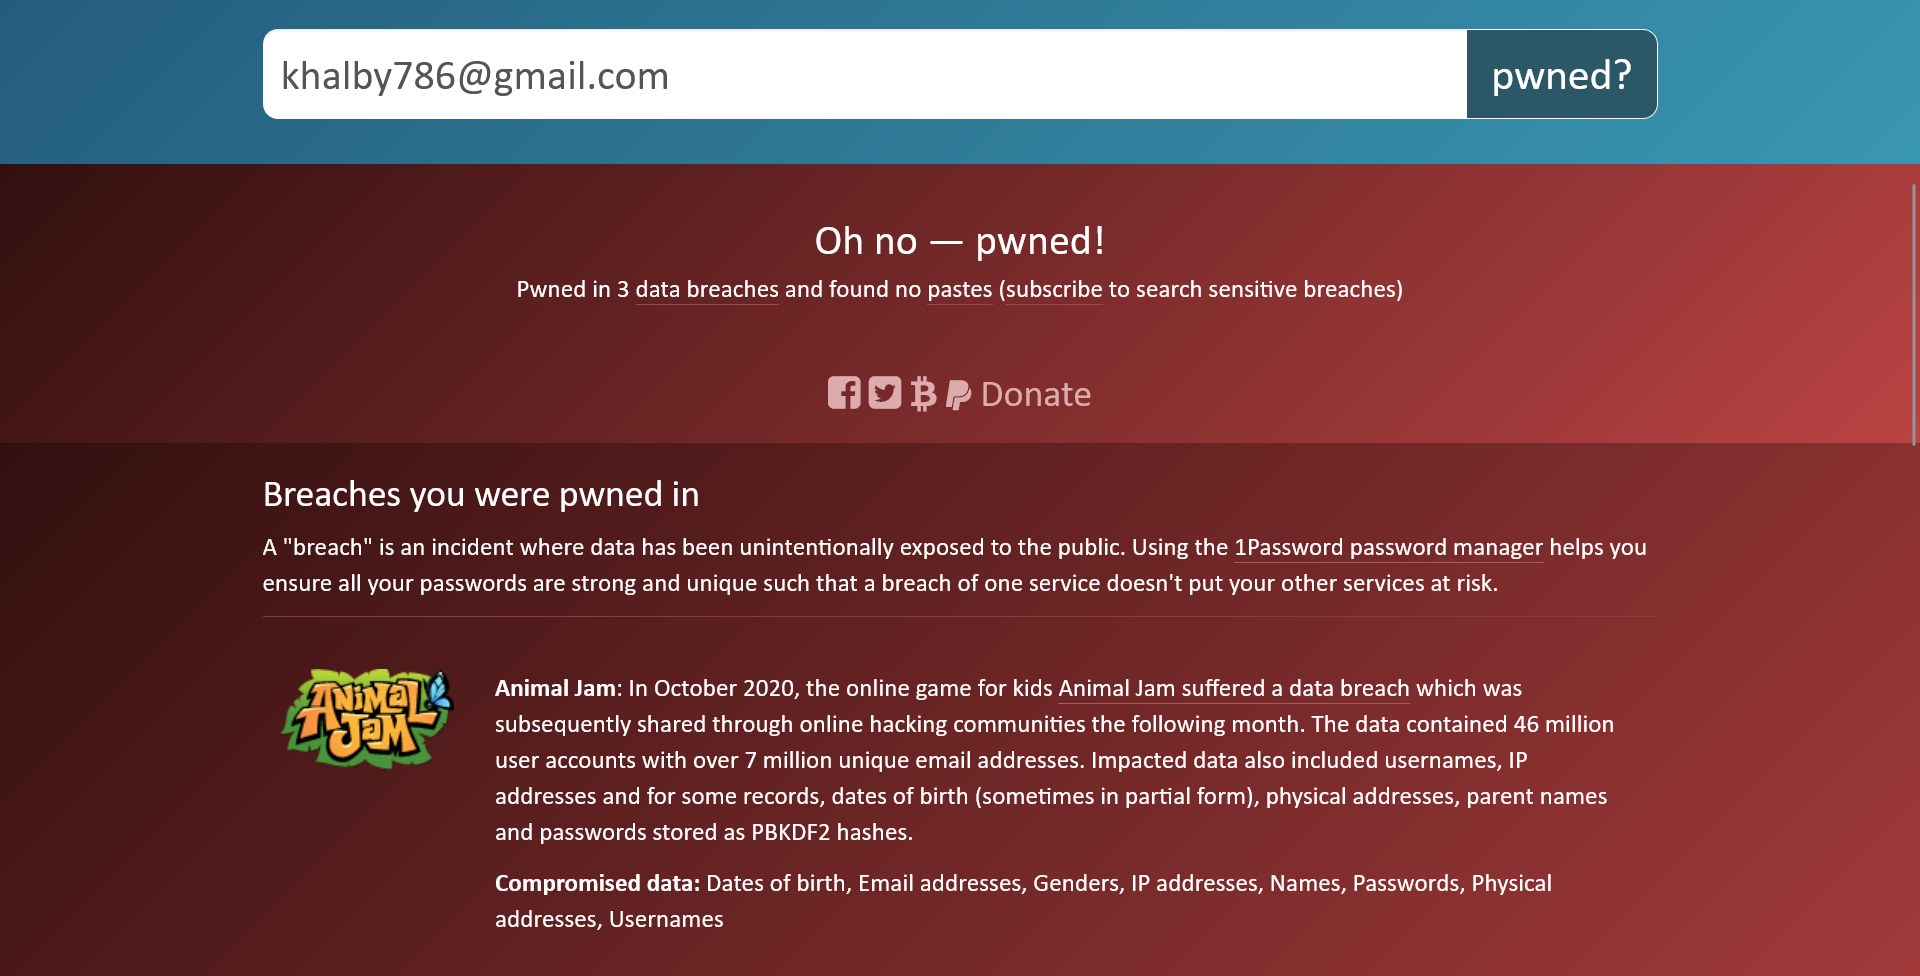 khalby786@gmail.com
pwned?
Oh no — pwned!
Pwned in 3 data breaches and found no pastes (subscribe to search sensitive breaches)
Donate
Breaches you were pwned in
A "breach" is an incident where data has been unintentionally exposed to the public. Using the 1Password password manager helps you
ensure all your passwords are strong and unique such that a breach of one service doesn't put your other services at risk.
ANIMAL
JAM
Animal Jam: In October 2020, the online game for kids Animal Jam suffered a data breach which was
subsequently shared through online hacking communities the following month. The data contained 46 million
user accounts with over 7 million unique email addresses. Impacted data also included usernames, IP
addresses and for some records, dates of birth (sometimes in partial form), physical addresses, parent names
and passwords stored as PBKDF2 hashes.
Compromised data: Dates of birth, Email addresses, Genders, IP addresses, Names, Passwords, Physical
addresses, Usernames